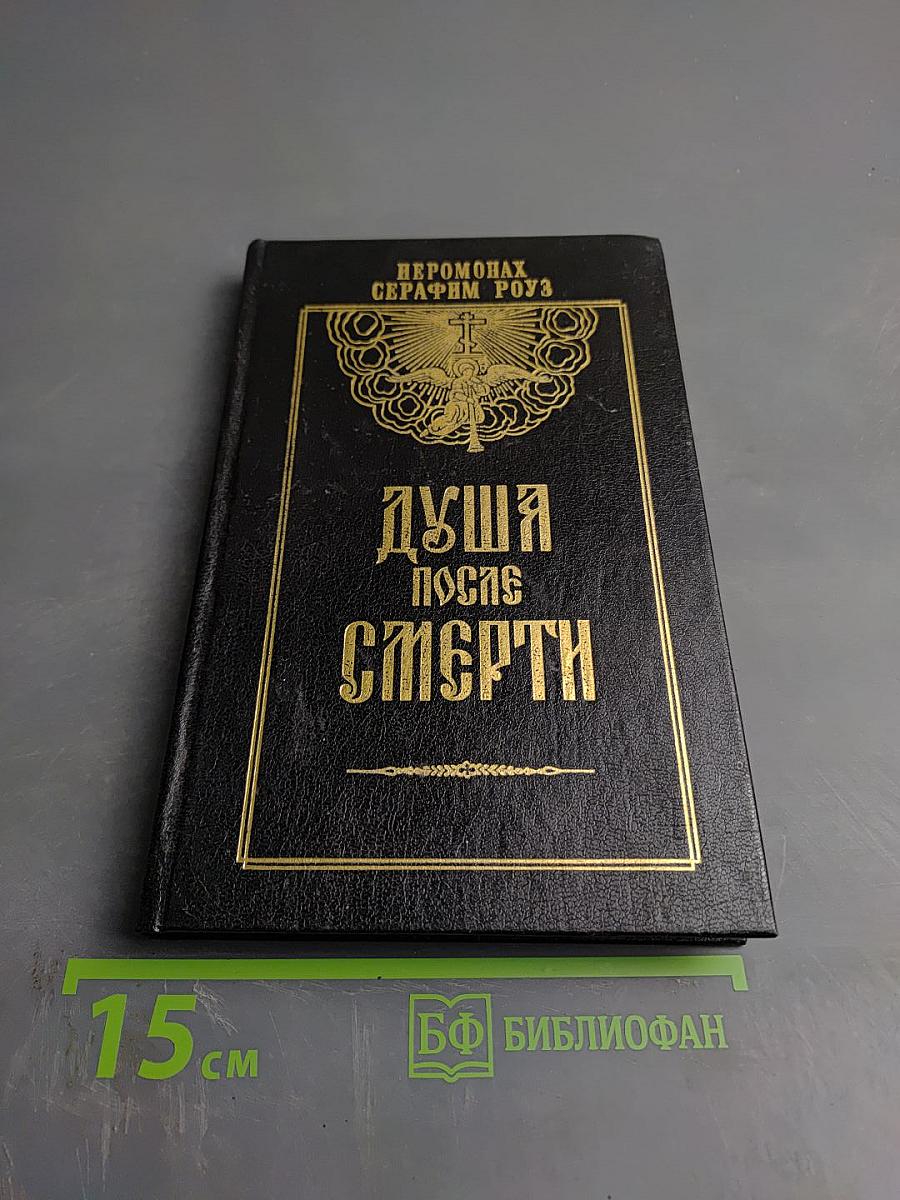 ИЕРОМОНАХ
СЕРАФИМ РОУЗ
ДУША
ПОСЛЕ
СМЕРТИ
15 см
БФ БИБЛИОФАН